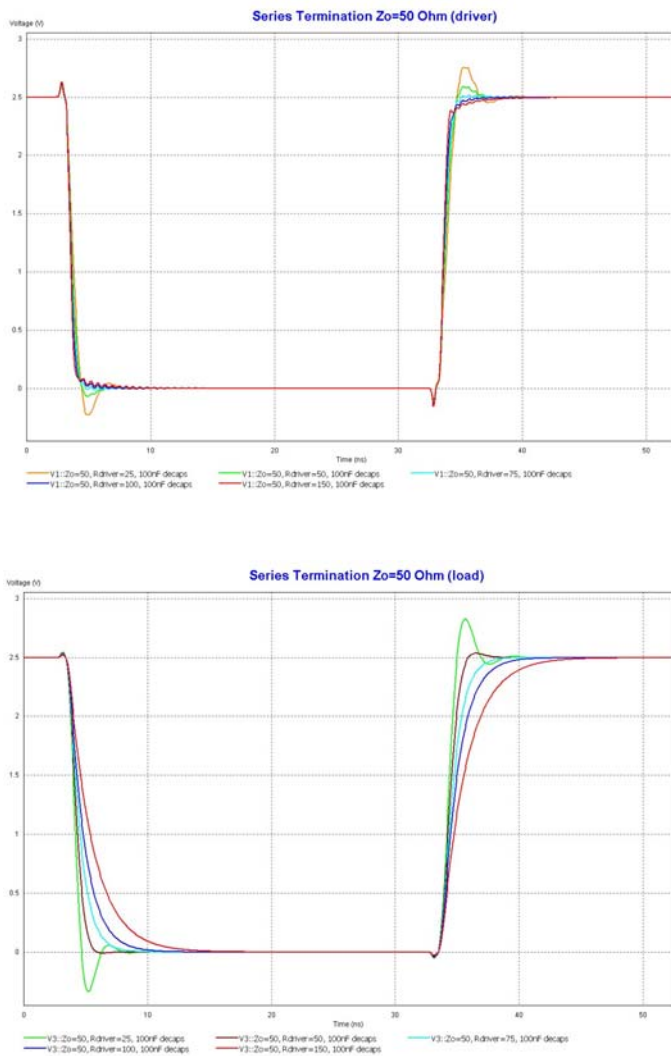 Series Termination Zo=50 Ohm (driver)
Voltage (V)
3
2.5
2
1.5
1
0.5
0
0 10 20 30 40 50
Time (ns)
V1::Zo=50, Rdriver=25, 100nF decaps V1::Zo=50, Rdriver=50, 100nF decaps V1::Zo=50, Rdriver=75, 100nF decaps
V1::Zo=50, Rdriver=100, 100nF decaps V1::Zo=50, Rdriver=150, 100nF decaps
Series Termination Zo=50 Ohm (load)
Voltage (V)
3
2.5
2
1.5
1
0.5
0
0 10 20 30 40 50
Time (ns)
V3::Zo=50, Rdriver=25, 100nF decaps V3::Zo=50, Rdriver=50, 100nF decaps V3::Zo=50, Rdriver=75, 100nF decaps
V3::Zo=50, Rdriver=100, 100nF decaps V3::Zo=50, Rdriver=150, 100nF decaps